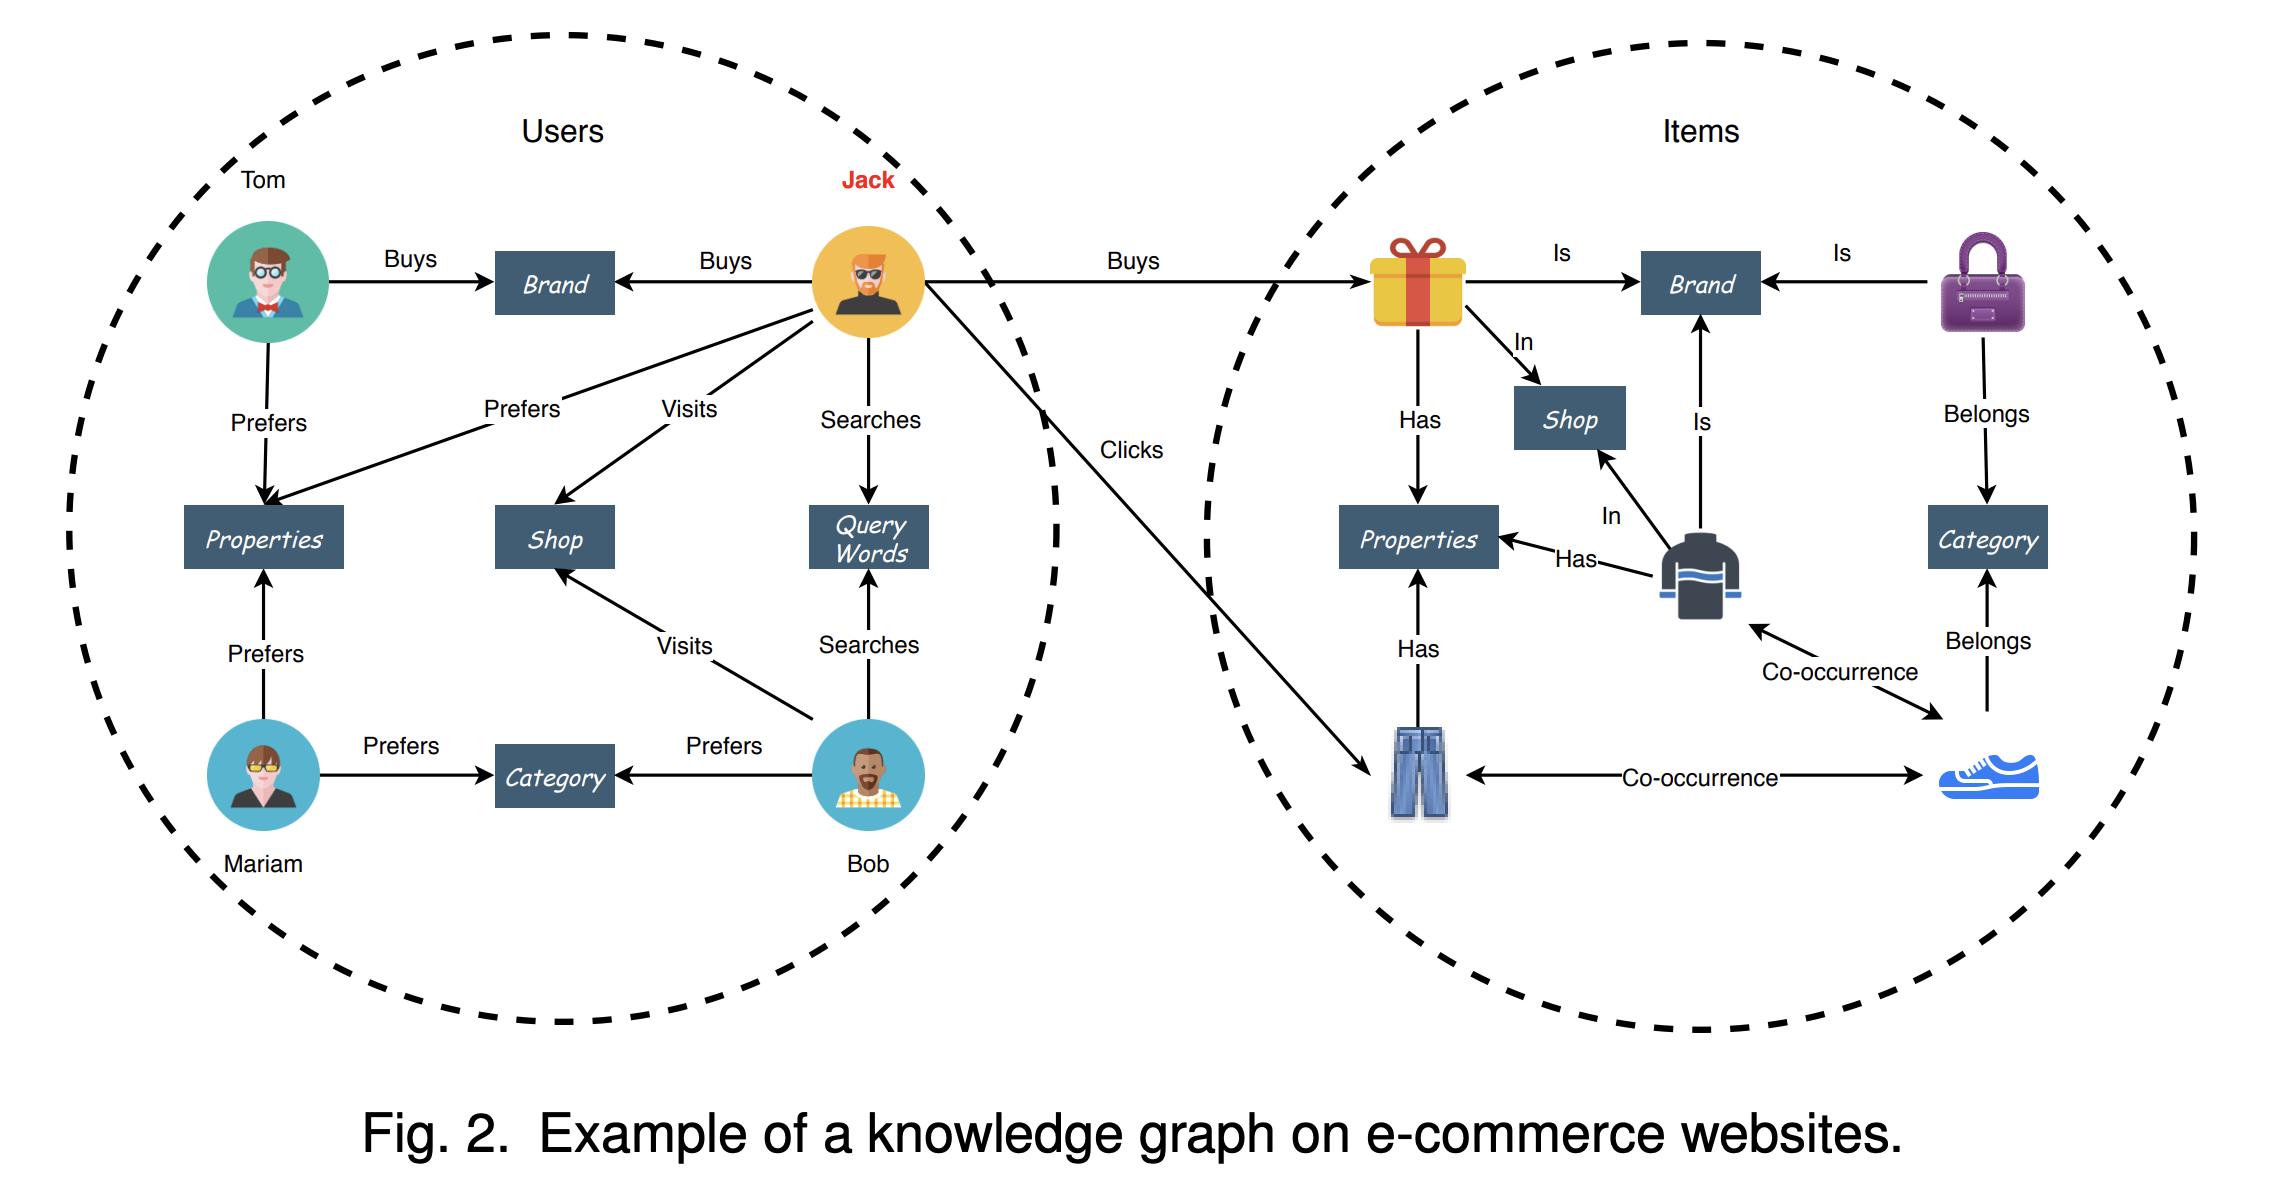 Users
Items
Tom
Jack
Buys
Brand
Buys
Buys
Is
Brand
Is
In
Prefers
Prefers
Visits
Searches
Clicks
Has
Shop
Is
Belongs
Properties
Shop
Query
Words
Properties
In
Has
Category
Prefers
Visits
Searches
Has
Co-occurrence
Belongs
Prefers
Category
Prefers
Co-occurrence
Mariam
Bob
Fig. 2. Example of a knowledge graph on e-commerce websites.